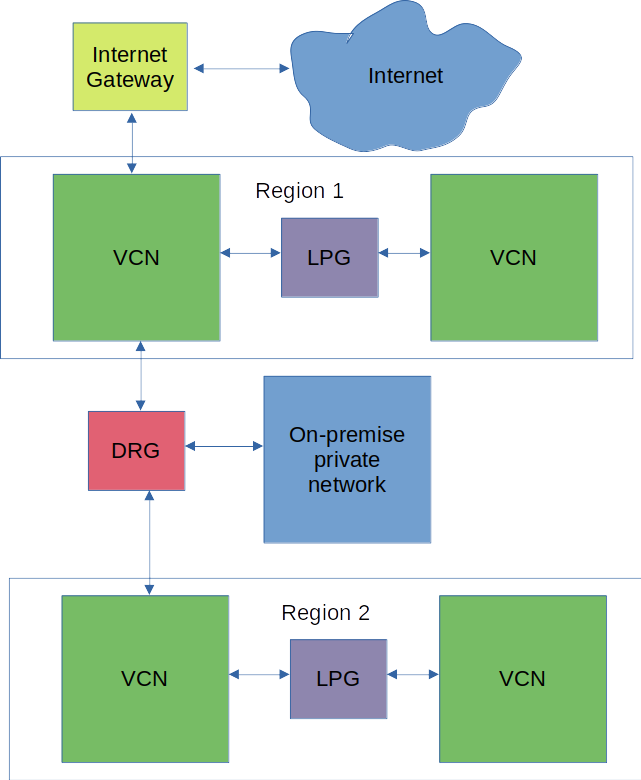 Internet
Gateway
Internet
Region 1
VCN
LPG
VCN
DRG
On-premise
private
network
Region 2
VCN
LPG
VCN